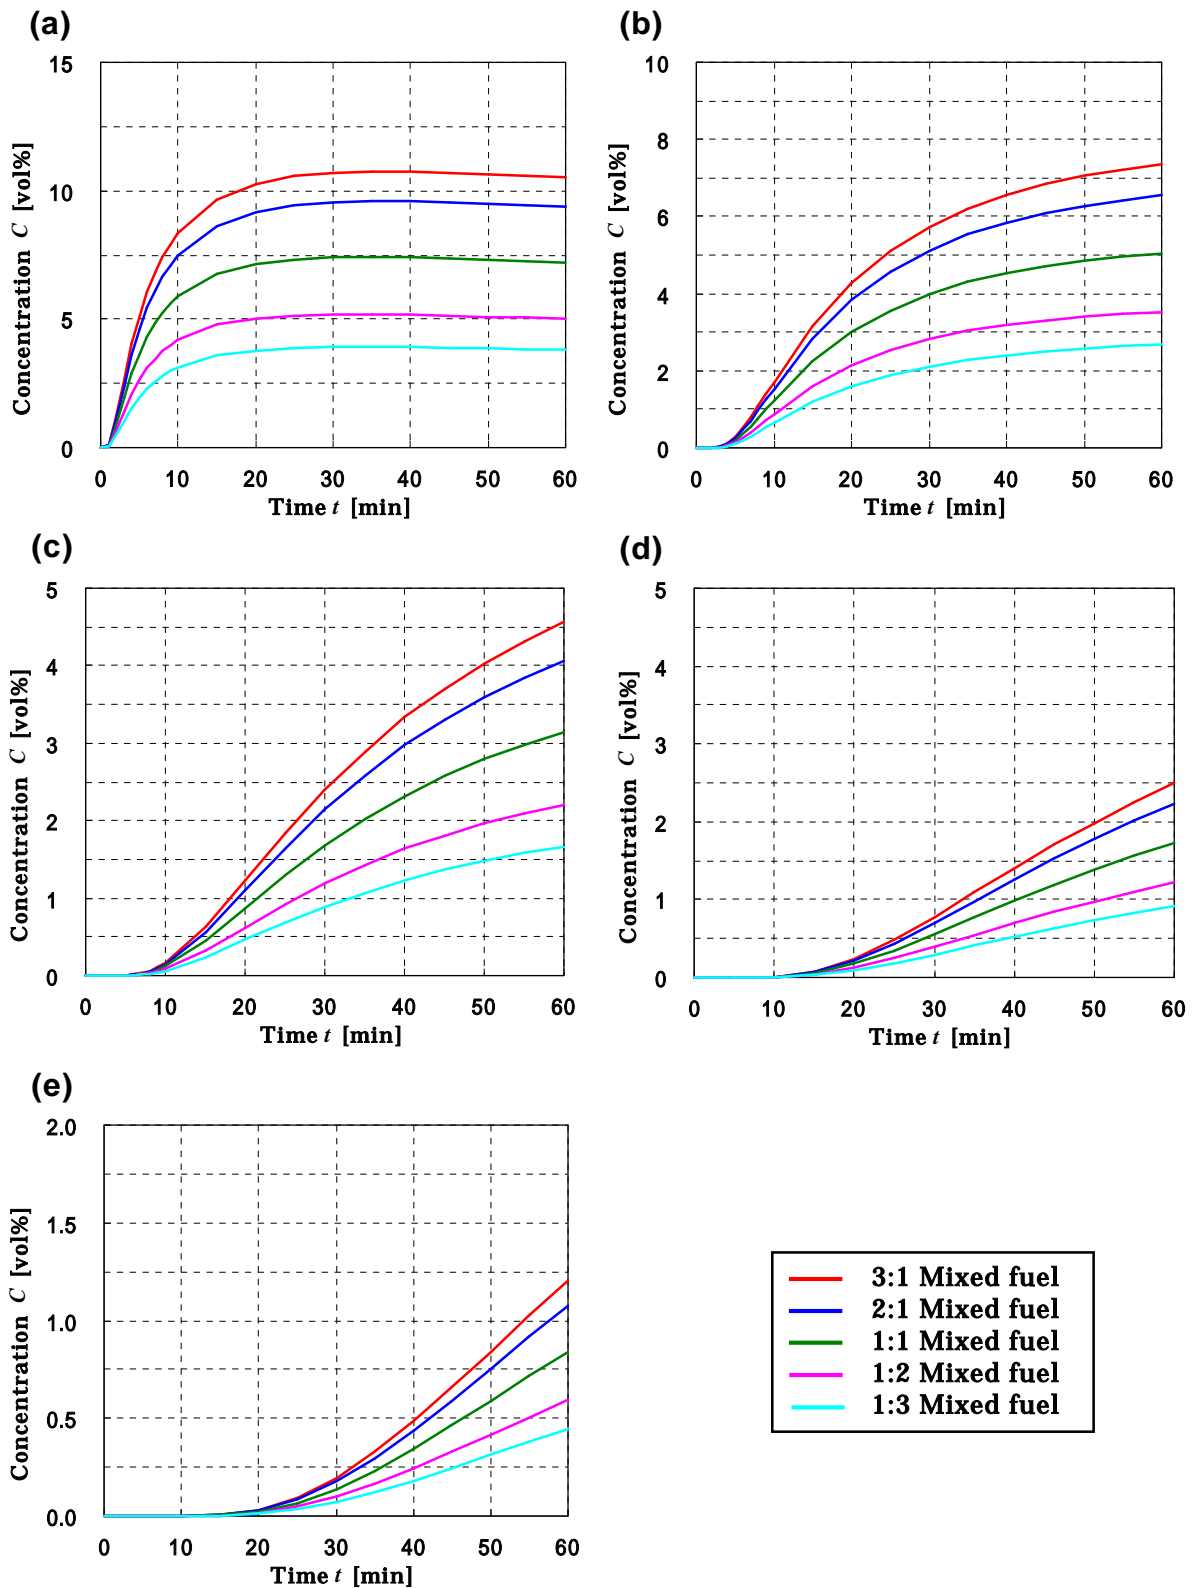 (a)
15
10
5
0
0 10 20 30 40 50 60
Concentration C [vol%]
Time t [min]
(b)
10
8
6
4
2
0
0 10 20 30 40 50 60
Concentration C [vol%]
Time t [min]
(c)
5
4
3
2
1
0
0 10 20 30 40 50 60
Concentration C [vol%]
Time t [min]
(d)
5
4
3
2
1
0
0 10 20 30 40 50 60
Concentration C [vol%]
Time t [min]
(e)
2.0
1.5
1.0
0.5
0.0
0 10 20 30 40 50 60
Concentration C [vol%]
Time t [min]
3:1 Mixed fuel
2:1 Mixed fuel
1:1 Mixed fuel
1:2 Mixed fuel
1:3 Mixed fuel